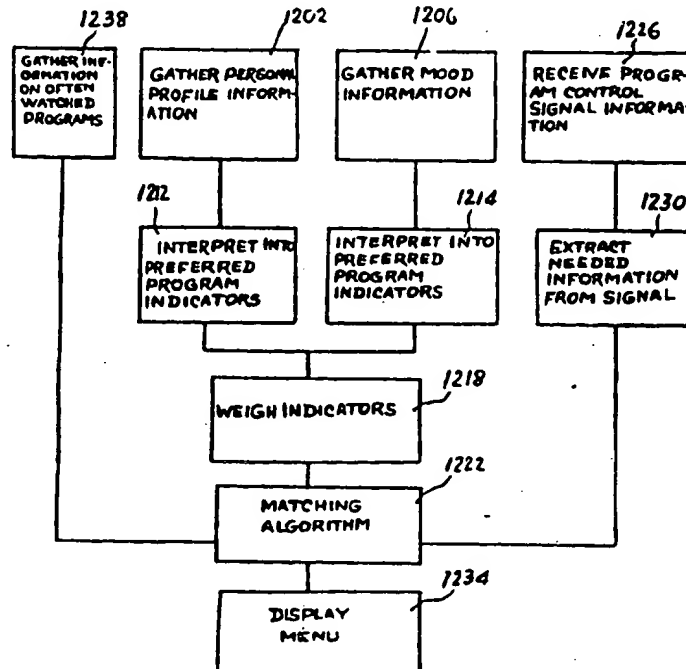 1238
1202
1206
1226
GATHER INF-
ORMATION
ON OFTEN
WATCHED
PROGRAMS
GATHER PERSONAL
PROFILE INFORM-
ATION
GATHER MOOD
INFORMATION
RECEIVE PROGR-
AM CONTROL
SIGNAL INFORMA-
TION
1212
1214
1230
INTERPRET INTO
PREFERRED
PROGRAM
INDICATORS
INTERPRET INTO
PREFERRED
PROGRAM
INDICATORS
EXTRACT
NEEDED
INFORMATION
FROM SIGNAL
1218
WEIGH INDICATORS
1222
MATCHING
ALGORITHM
1234
DISPLAY
MENU